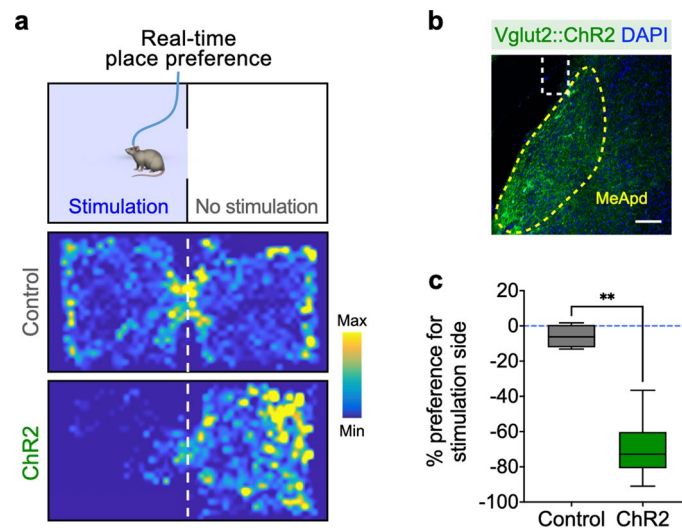 a
Real-time
place preference
Stimulation
No stimulation
Control
ChR2
Max
Min
b
Vglut2::ChR2 DAPI
MeApd
c
**
% preference for
stimulation side
20
0
-20
-40
-60
-80
-100
Control
ChR2